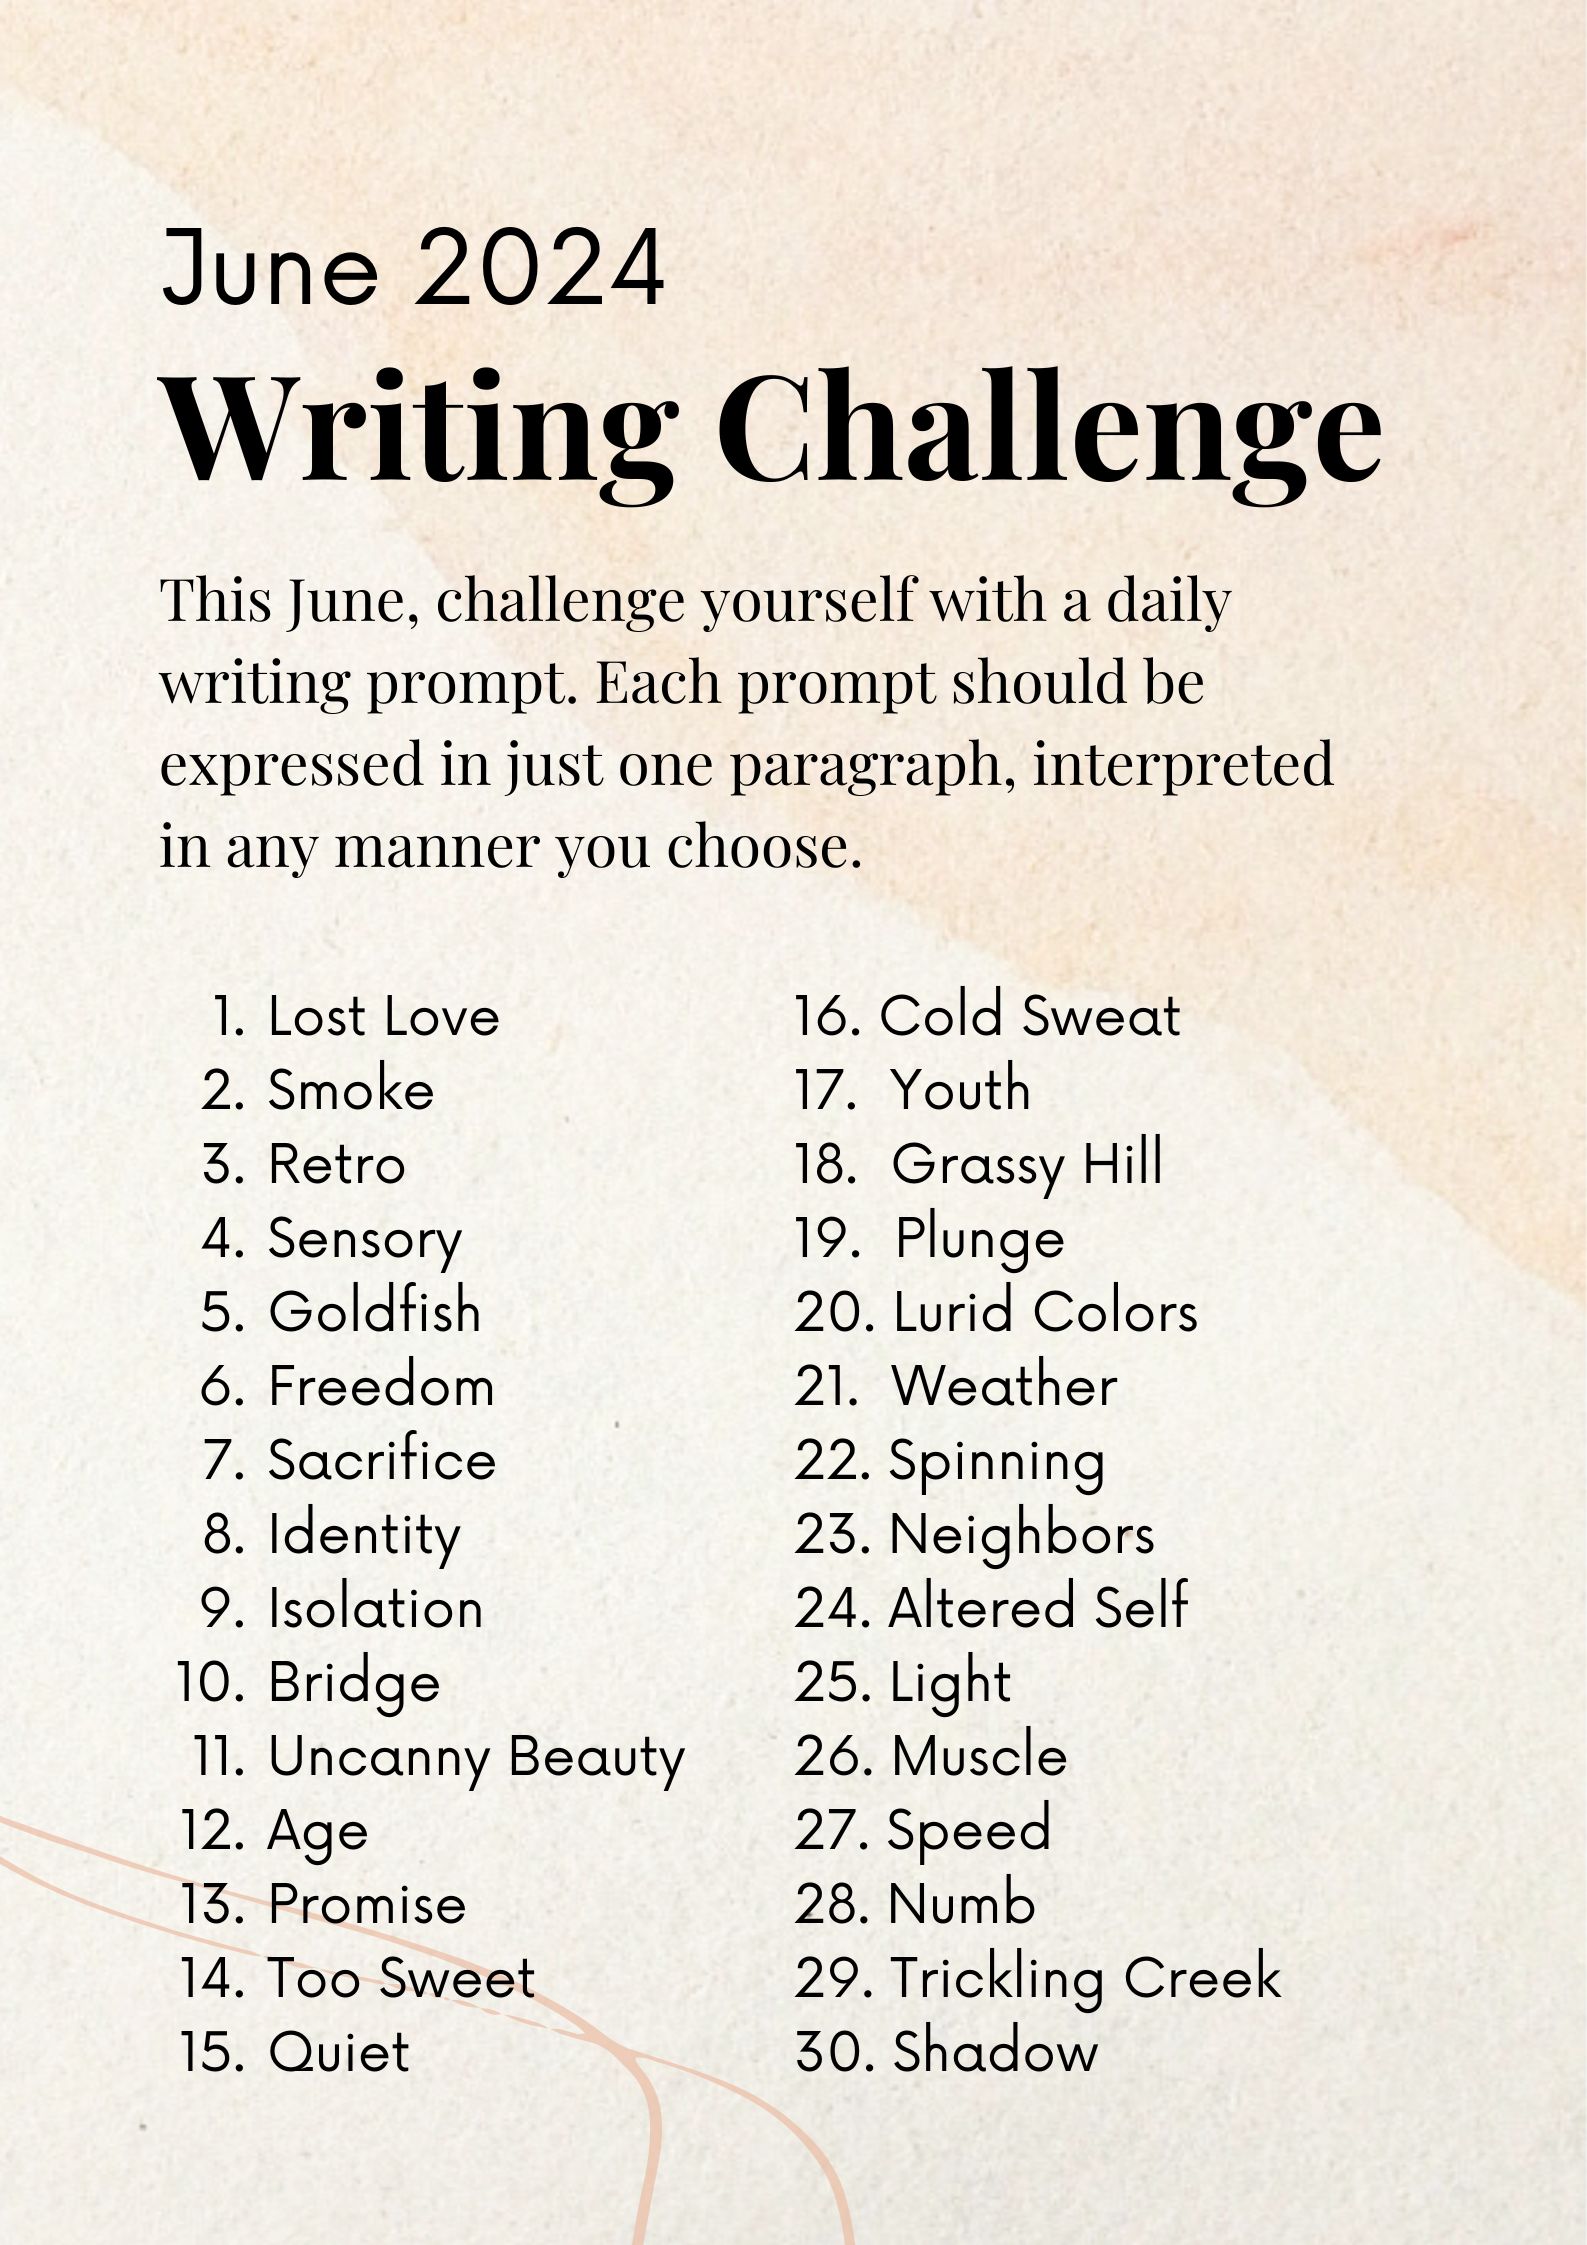 June 2024
Writing Challenge
This June, challenge yourself with a daily
writing prompt. Each prompt should be
expressed in just one paragraph, interpreted
in any manner you choose.
1. Lost Love
2. Smoke
3. Retro
4. Sensory
5. Goldfish
6. Freedom
7. Sacrifice
8. Identity
9. Isolation
10. Bridge
11. Uncanny Beauty
12. Age
13. Promise
14. Too Sweet
15. Quiet
16. Cold Sweat
17. Youth
18. Grassy Hill
19. Plunge
20. Lurid Colors
21. Weather
22. Spinning
23. Neighbors
24. Altered Self
25. Light
26. Muscle
27. Speed
28. Numb
29. Trickling Creek
30. Shadow